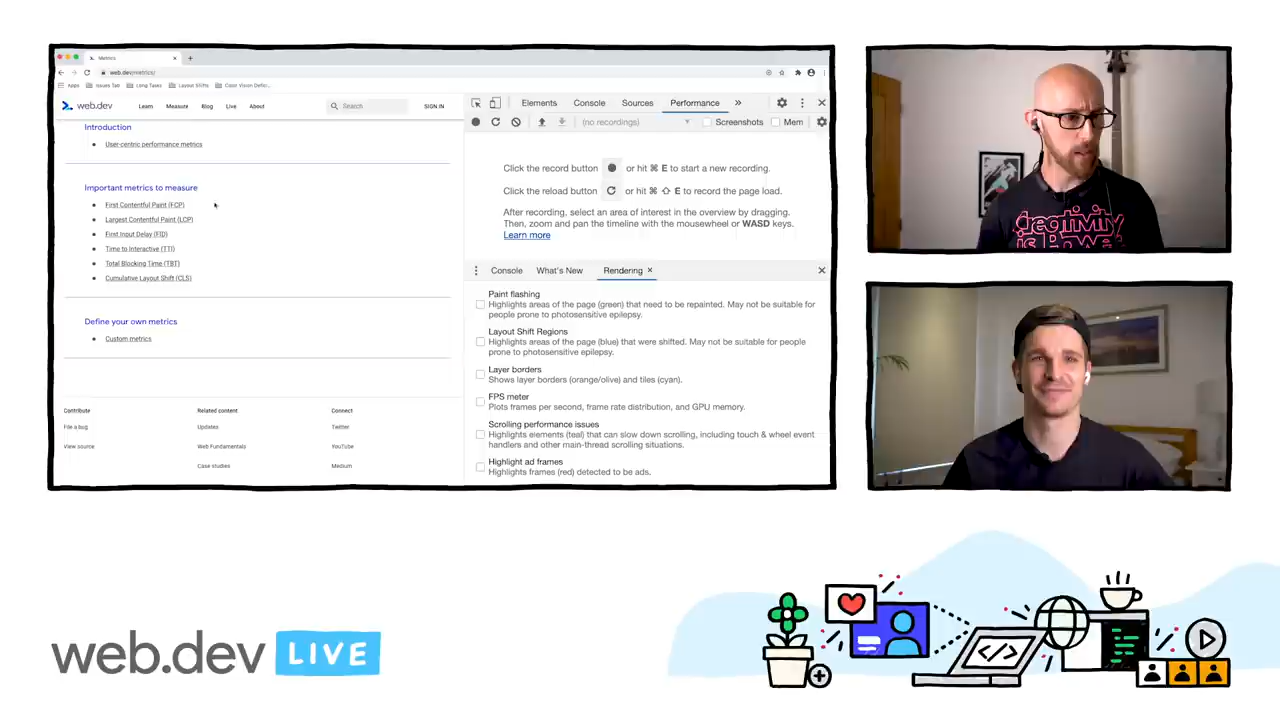 Metrics
web.dev/metrics/
Apps
Issues Tab
Long Tasks
Layout Shifts
web.dev
Learn
Measure
Blog
Live
About
Search
SIGN IN
Introduction
User-centric performance metrics
Important metrics to measure
First Contentful Paint (FCP)
Largest Contentful Paint (LCP)
First Input Delay (FID)
Time to Interactive (TTI)
Total Blocking Time (TBT)
Cumulative Layout Shift (CLS)
Define your own metrics
Custom metrics
Contribute
Related content
Connect
File a bug
Updates
Twitter
View source
Web Fundamentals
YouTube
Case studies
Medium
Elements
Console
Sources
Performance
(no recordings)
Screenshots
Mem
Click the record button or hit ⌘ E to start a new recording.
Click the reload button or hit ⌘ ⇧ E to record the page load.
After recording, select an area of interest in the overview by dragging.
Then, zoom and pan the timeline with the mousewheel or WASD keys.
Learn more
Console
What's New
Rendering
Paint flashing
Highlights areas of the page (green) that need to be repainted. May not be suitable for
people prone to photosensitive epilepsy.
Layout Shift Regions
Highlights areas of the page (blue) that were shifted. May not be suitable for people
prone to photosensitive epilepsy.
Layer borders
Shows layer borders (orange/olive) and tiles (cyan).
FPS meter
Plots frames per second, frame rate distribution, and GPU memory.
Scrolling performance issues
Highlights elements (teal) that can slow down scrolling, including touch & wheel event
handlers and other main-thread scrolling situations.
Highlight ad frames
Highlights frames (red) detected to be ads.
creativity
is
web.dev LIVE